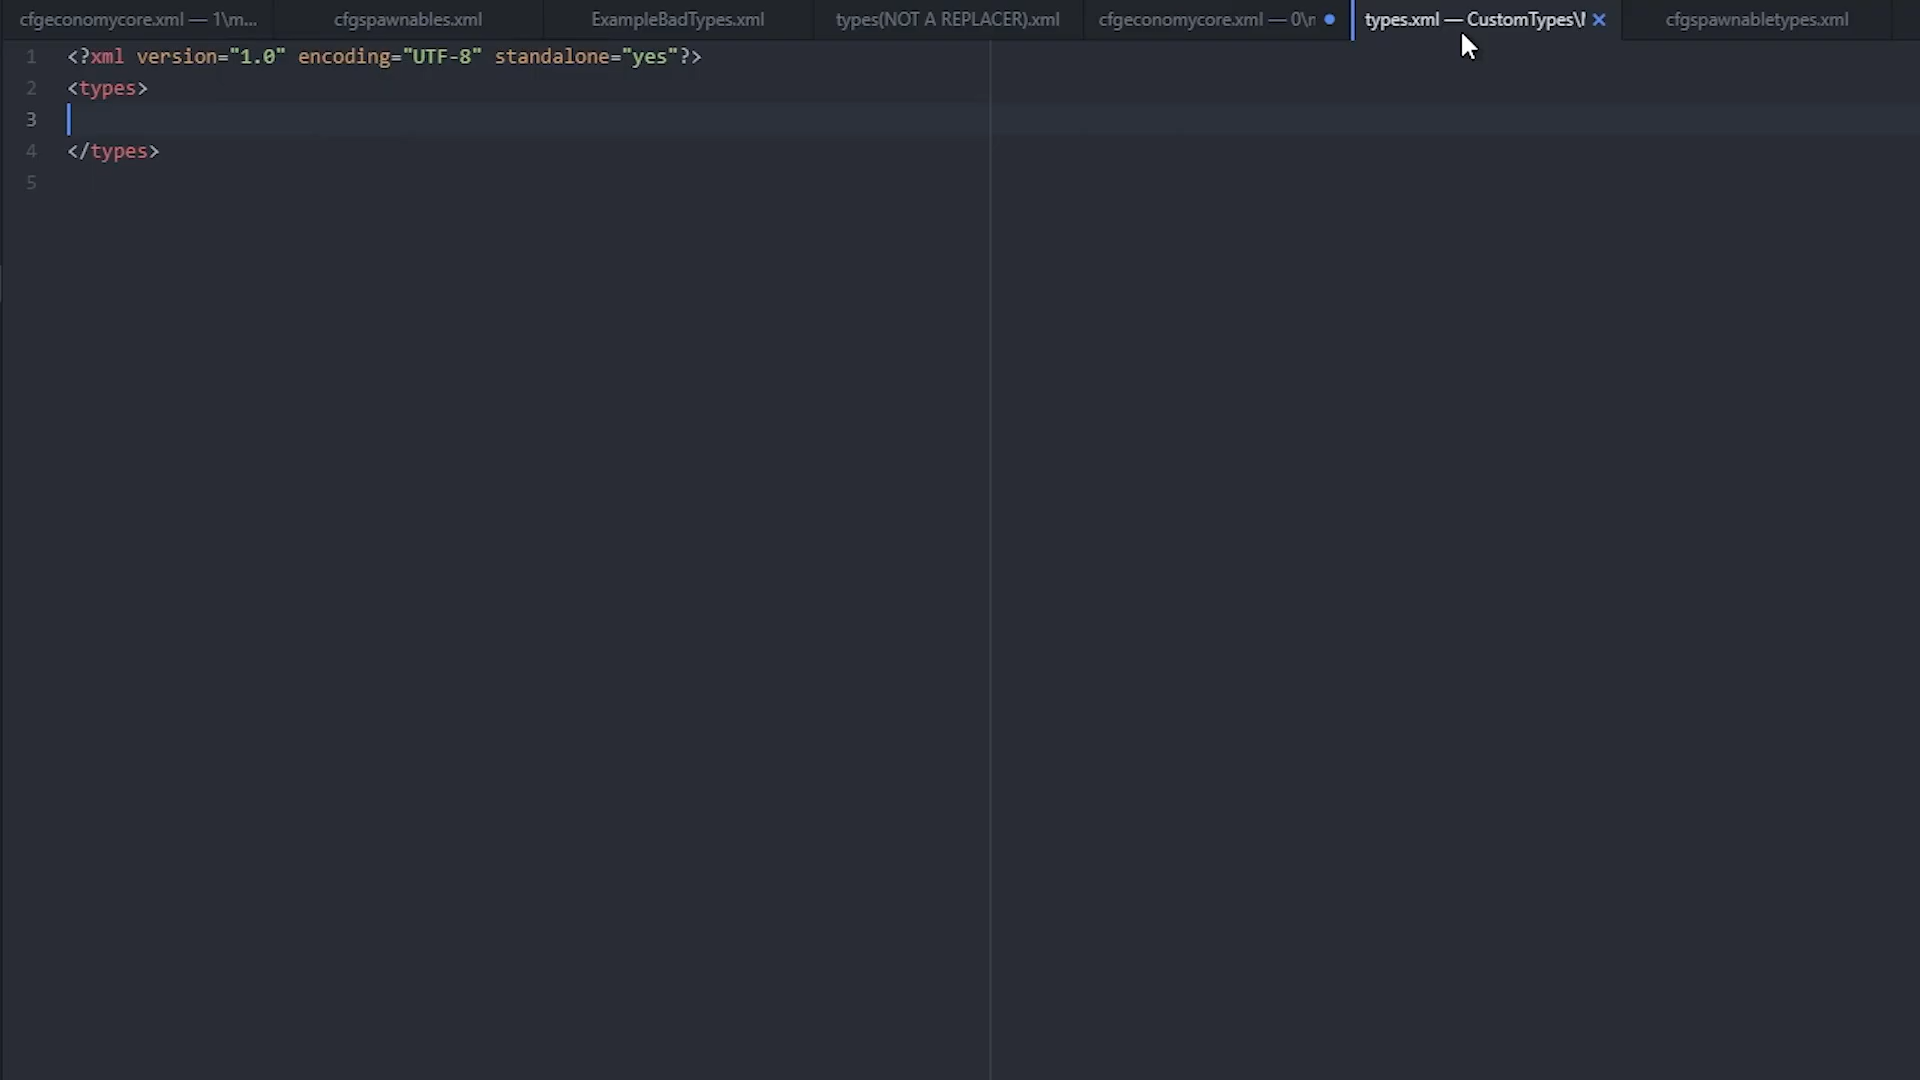 cfgeconomycore.xml — 1\m... cfgspawnables.xml ExampleBadTypes.xml types(NOT A REPLACER).xml cfgeconomycore.xml — 0\ types.xml — CustomTypes\ cfgspawnabletypes.xml
1 <?xml version="1.0" encoding="UTF-8" standalone="yes"?>
2 <types>
3
4 </types>
5